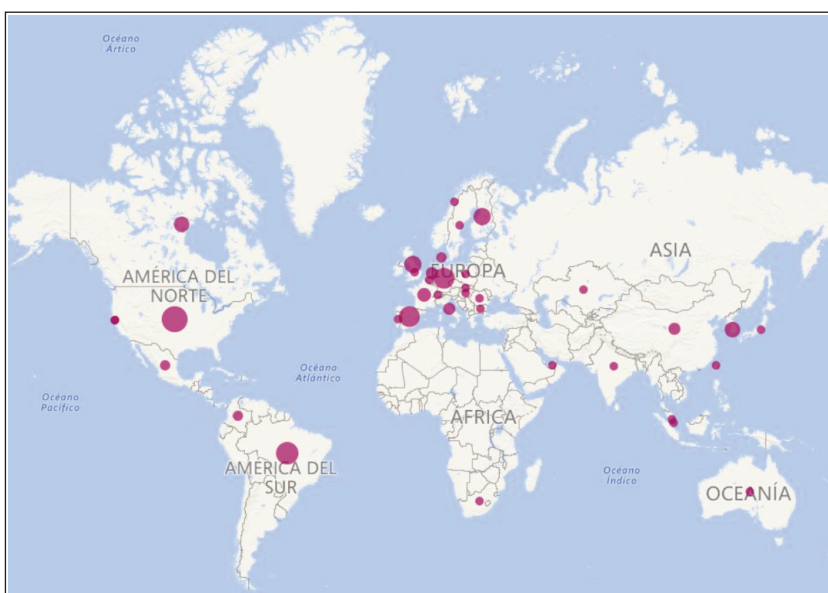 Océano
Ártico
AMÉRICA DEL
NORTE
EUROPA
ASIA
Océano
Atlántico
Océano
Pacífico
ÁFRICA
AMÉRICA DEL
SUR
Océano
Índico
OCEANÍA